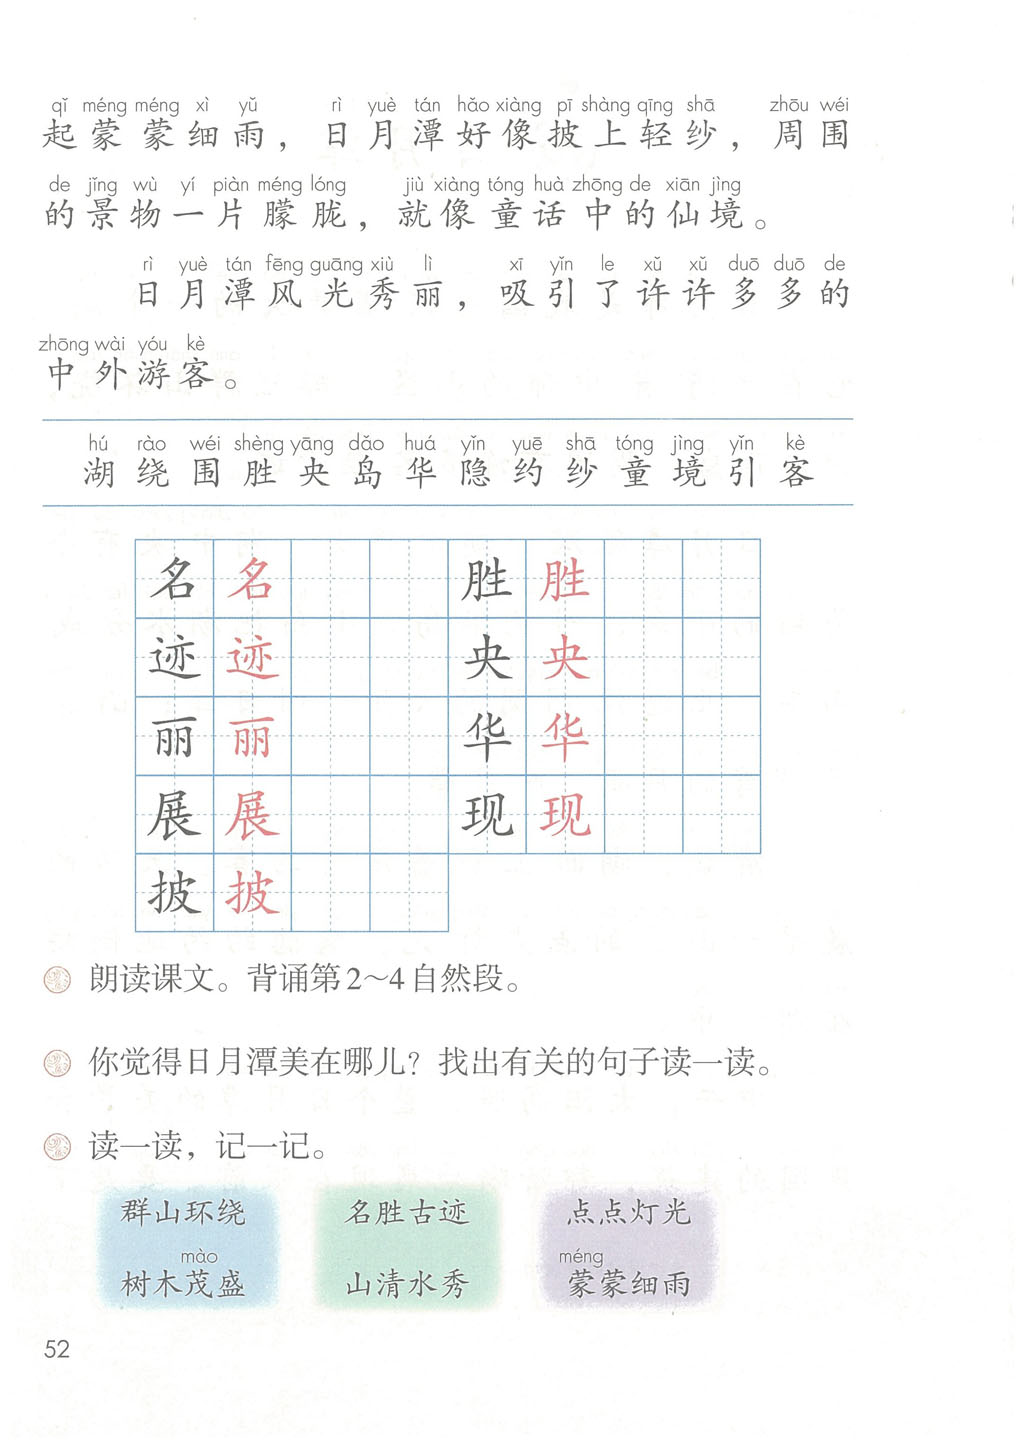 qǐ méng méng xì yǔ rì yuè tán hǎo xiàng pī shàng qīng shā zhōu wéi
起蒙蒙细雨，日月潭好像披上轻纱，周围
de jǐng wù yí piàn méng lóng jiù xiàng tóng huà zhōng de xiān jìng
的景物一片朦胧，就像童话中的仙境。
rì yuè tán fēng guāng xiù lì xī yǐn le xǔ xǔ duō duō de
日月潭风光秀丽，吸引了许许多多的
zhōng wài yóu kè
中外游客。
hú rào wéi shèng yāng dǎo huá yǐn yuē shā tóng jìng yǐn kè
湖绕围胜央岛华隐约纱童境引客
名 名 胜 胜
迹 迹 央 央
丽 丽 华 华
展 展 现 现
披 披
朗读课文。背诵第2～4自然段。
你觉得日月潭美在哪儿？找出有关的句子读一读。
读一读，记一记。
群山环绕 名胜古迹 点点灯光
mào méng
树木茂盛 山清水秀 蒙蒙细雨
52